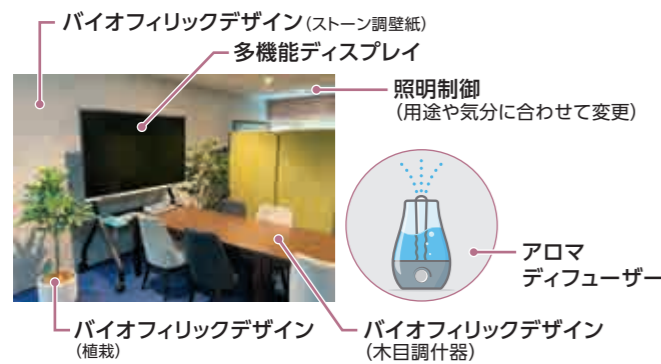 バイオフィリックデザイン(ストーン調壁紙)
多機能ディスプレイ
照明制御
(用途や気分に合わせて変更)
アロマ
ディフューザー
バイオフィリックデザイン
(植栽)
バイオフィリックデザイン
(木目調什器)